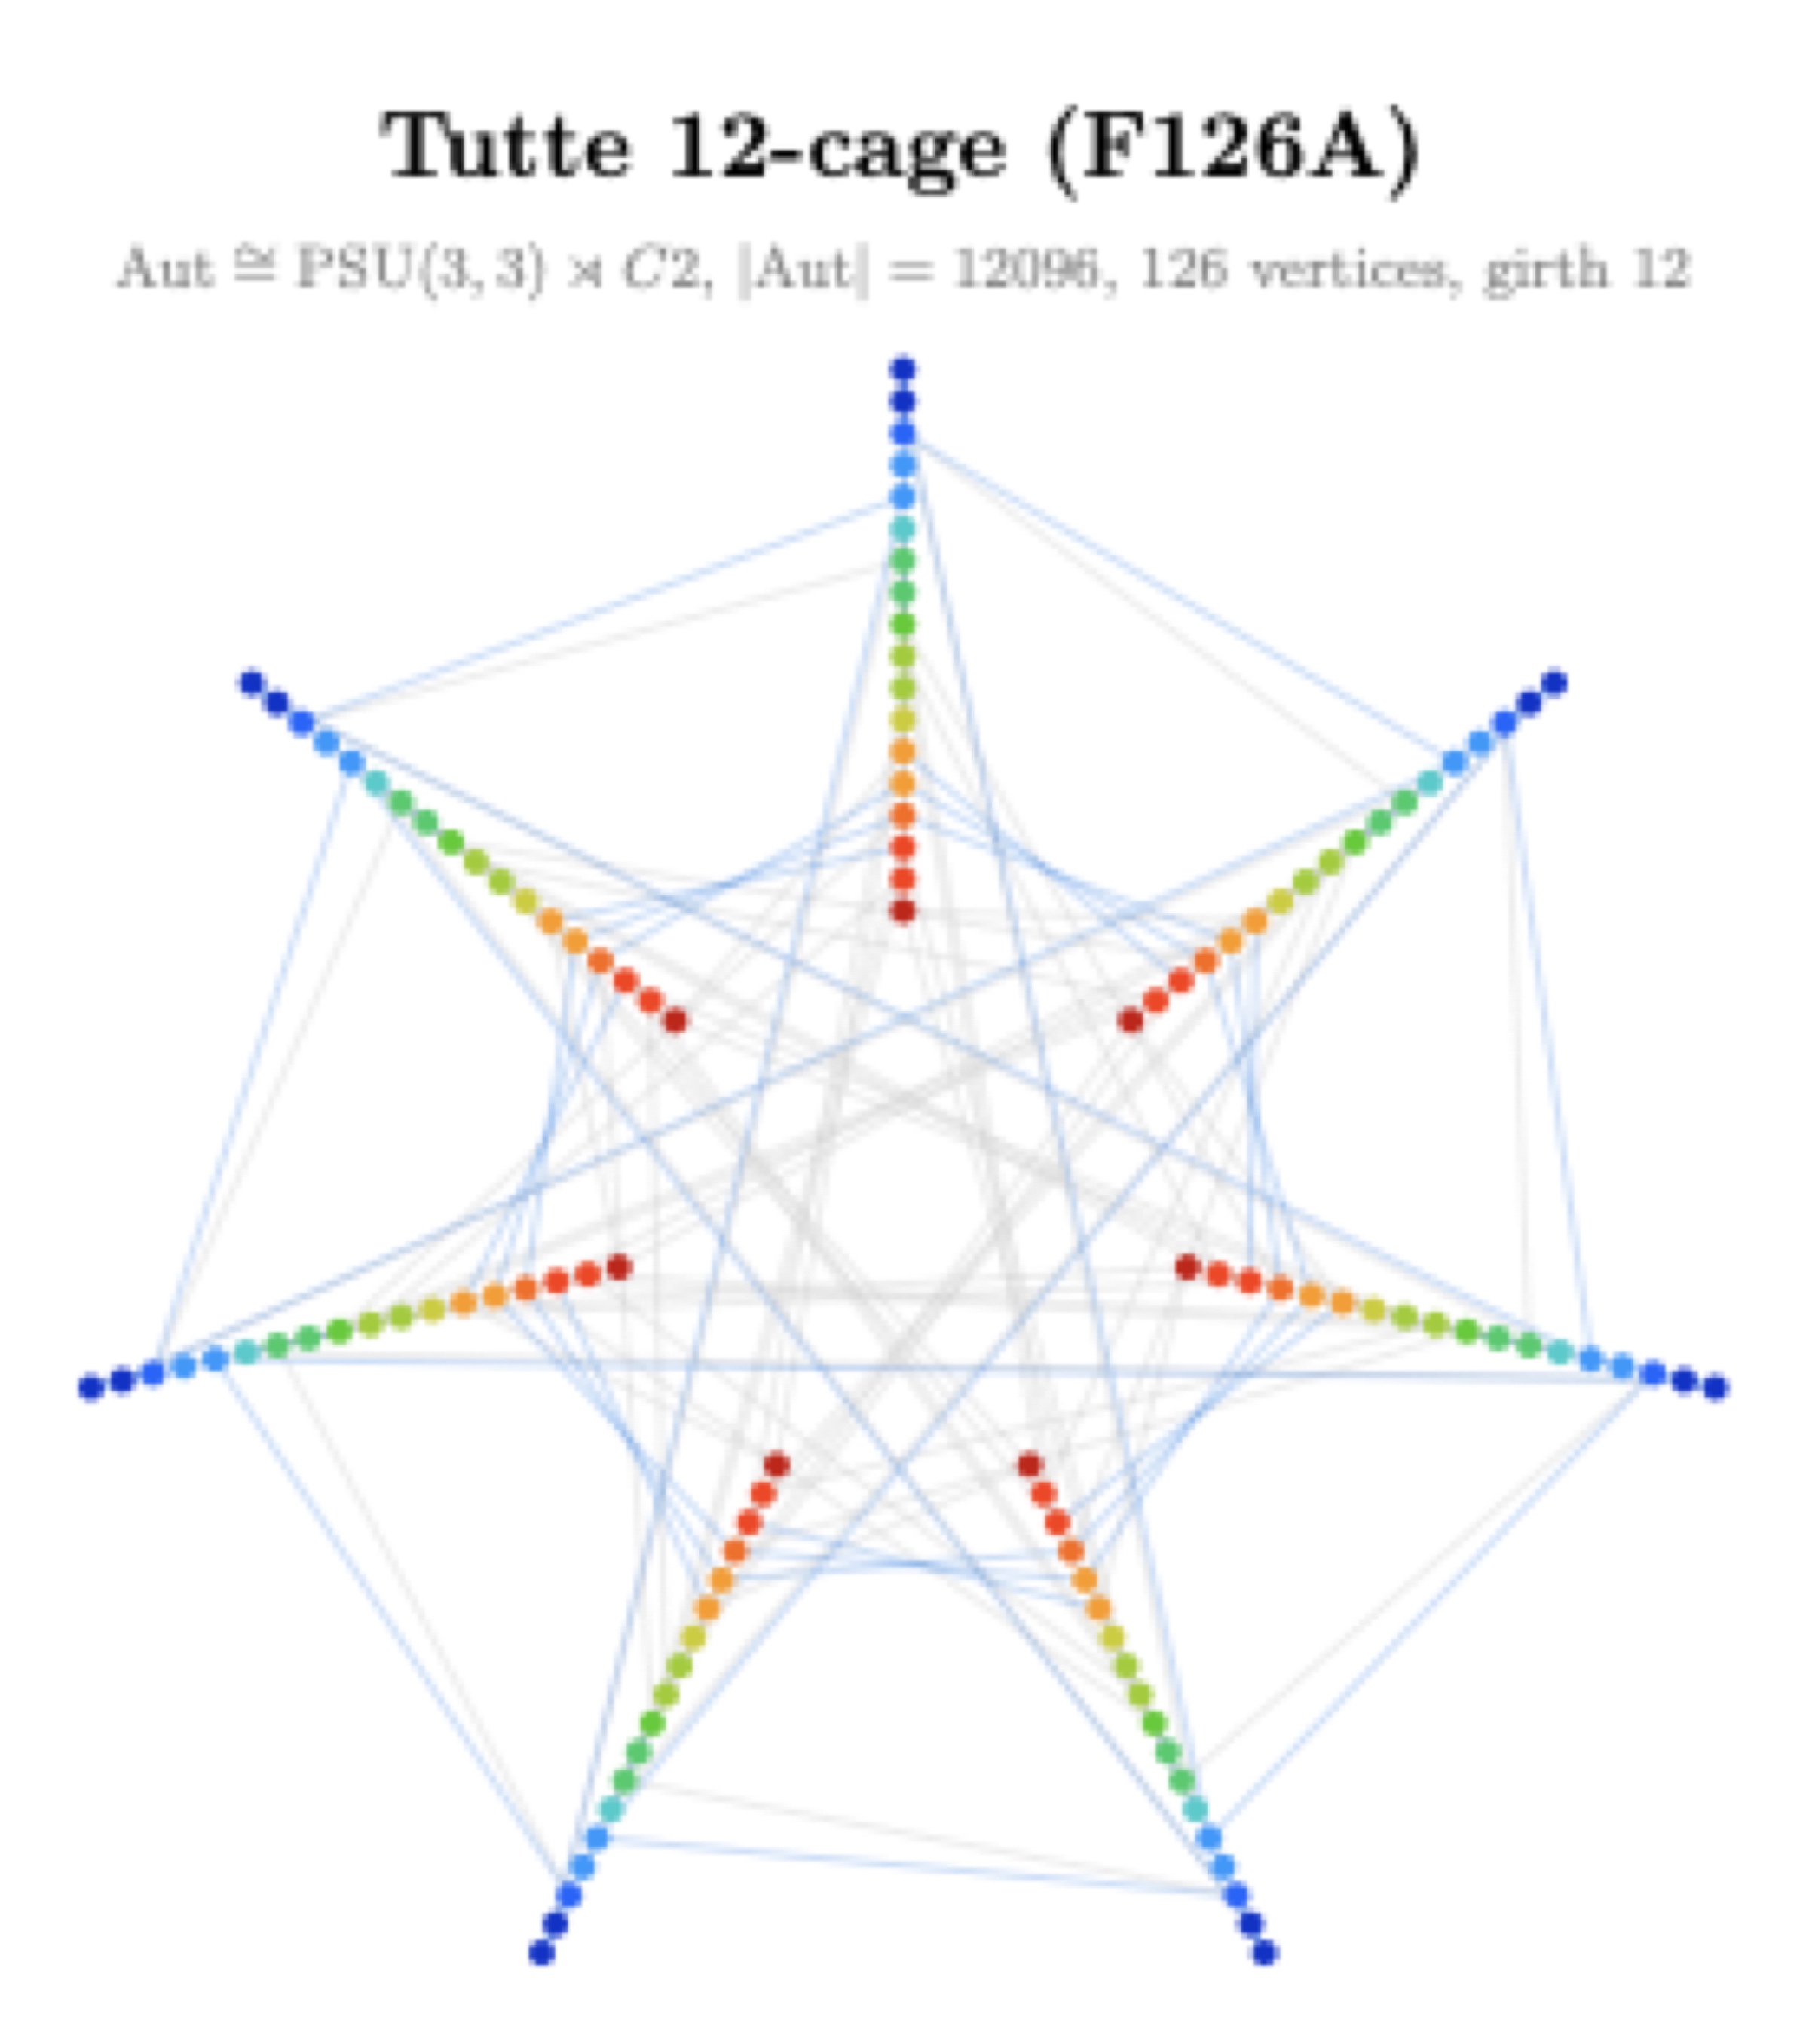 Tutte 12-cage (F126A)
Aut ≅ PSU(3, 3) ⋊ C2, |Aut| = 12096, 126 vertices, girth 12